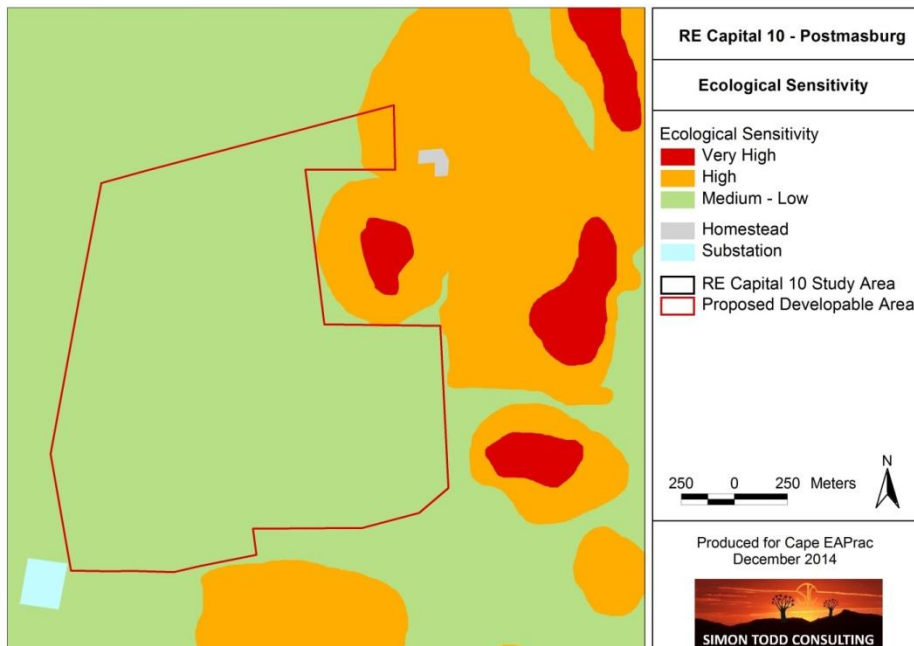 RE Capital 10 - Postmasburg
Ecological Sensitivity
Ecological Sensitivity
Very High
High
Medium - Low
Homestead
Substation
RE Capital 10 Study Area
Proposed Developable Area
N
250 0 250 Meters
Produced for Cape EAPrac
December 2014
SIMON TODD CONSULTING